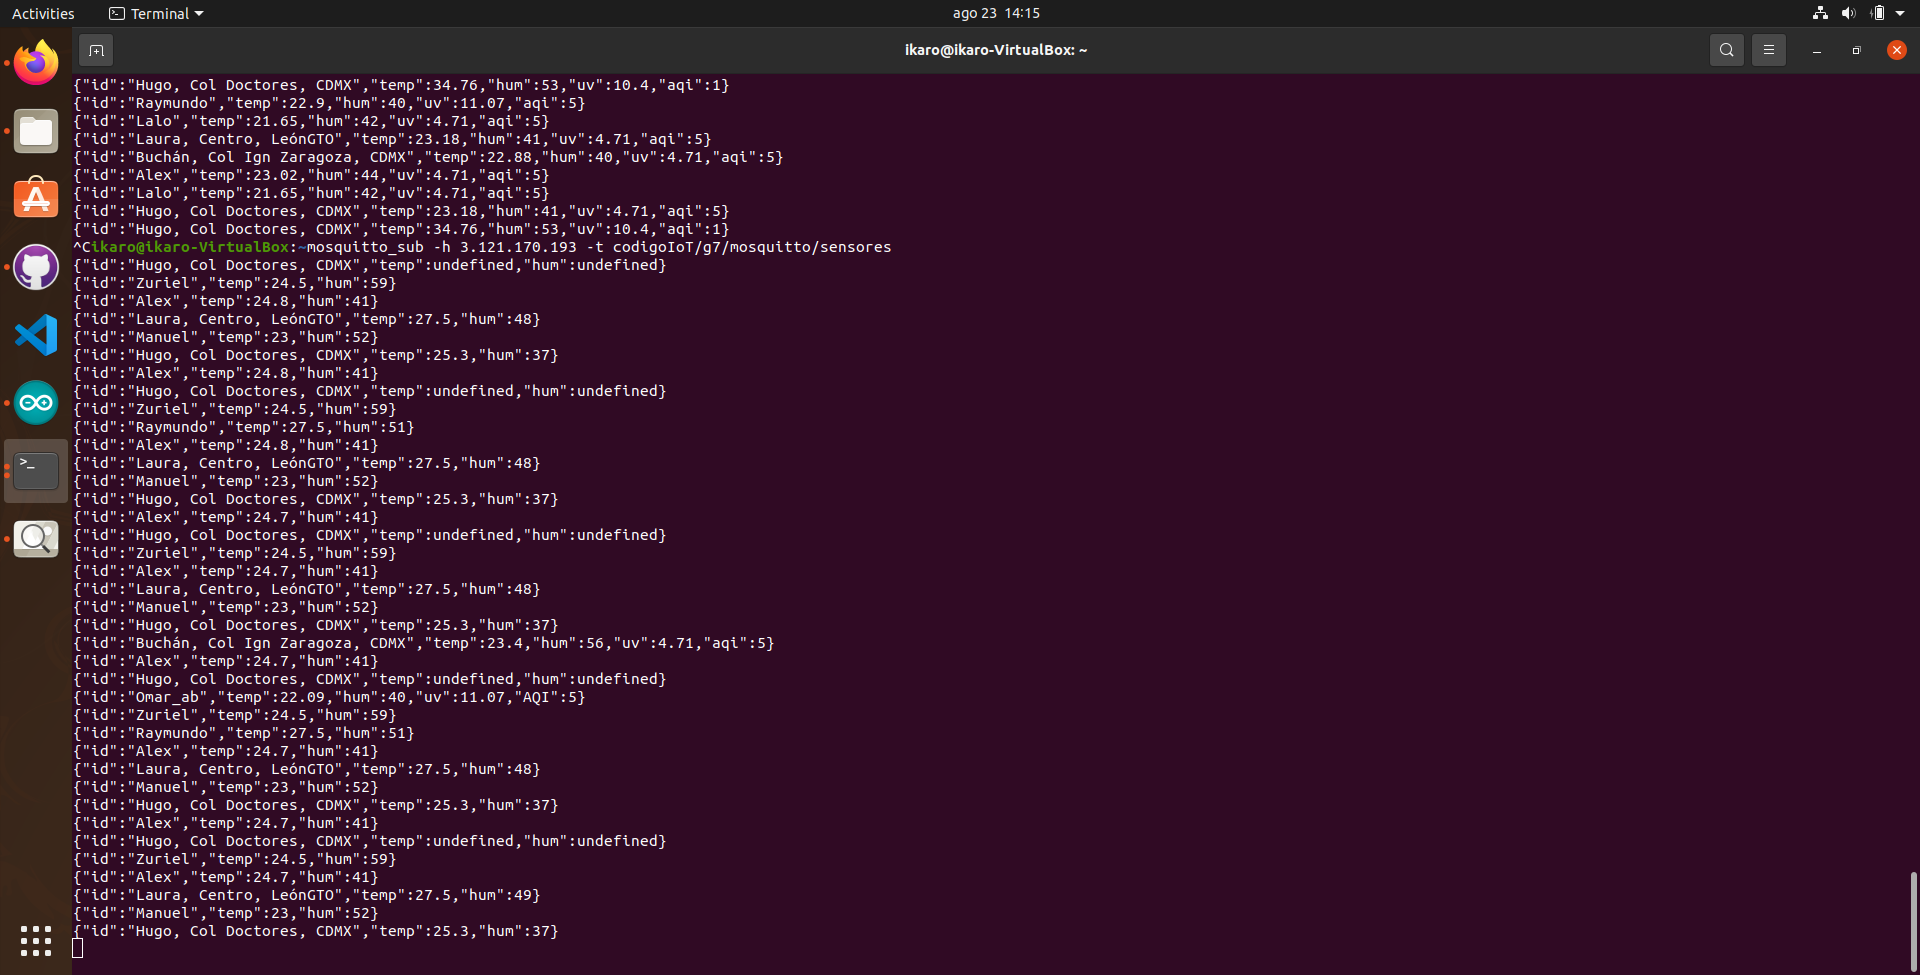 Activities
Terminal
ago 23 14:15
ikaro@ikaro-VirtualBox: ~
{"id":"Hugo, Col Doctores, CDMX","temp":34.76,"hum":53,"uv":10.4,"aqi":1}
{"id":"Raymundo","temp":22.9,"hum":40,"uv":11.07,"aqi":5}
{"id":"Lalo","temp":21.65,"hum":42,"uv":4.71,"aqi":5}
{"id":"Laura, Centro, LeónGTO","temp":23.18,"hum":41,"uv":4.71,"aqi":5}
{"id":"Buchán, Col Ign Zaragoza, CDMX","temp":22.88,"hum":40,"uv":4.71,"aqi":5}
{"id":"Alex","temp":23.02,"hum":44,"uv":4.71,"aqi":5}
{"id":"Lalo","temp":21.65,"hum":42,"uv":4.71,"aqi":5}
{"id":"Hugo, Col Doctores, CDMX","temp":23.18,"hum":41,"uv":4.71,"aqi":5}
{"id":"Hugo, Col Doctores, CDMX","temp":34.76,"hum":53,"uv":10.4,"aqi":1}
^Cikaro@ikaro-VirtualBox:~mosquitto_sub -h 3.121.170.193 -t codigoIoT/g7/mosquitto/sensores
{"id":"Hugo, Col Doctores, CDMX","temp":undefined,"hum":undefined}
{"id":"Zuriel","temp":24.5,"hum":59}
{"id":"Alex","temp":24.8,"hum":41}
{"id":"Laura, Centro, LeónGTO","temp":27.5,"hum":48}
{"id":"Manuel","temp":23,"hum":52}
{"id":"Hugo, Col Doctores, CDMX","temp":25.3,"hum":37}
{"id":"Alex","temp":24.8,"hum":41}
{"id":"Hugo, Col Doctores, CDMX","temp":undefined,"hum":undefined}
{"id":"Zuriel","temp":24.5,"hum":59}
{"id":"Raymundo","temp":27.5,"hum":51}
{"id":"Alex","temp":24.8,"hum":41}
{"id":"Laura, Centro, LeónGTO","temp":27.5,"hum":48}
{"id":"Manuel","temp":23,"hum":52}
{"id":"Hugo, Col Doctores, CDMX","temp":25.3,"hum":37}
{"id":"Alex","temp":24.7,"hum":41}
{"id":"Hugo, Col Doctores, CDMX","temp":undefined,"hum":undefined}
{"id":"Zuriel","temp":24.5,"hum":59}
{"id":"Alex","temp":24.7,"hum":41}
{"id":"Laura, Centro, LeónGTO","temp":27.5,"hum":48}
{"id":"Manuel","temp":23,"hum":52}
{"id":"Hugo, Col Doctores, CDMX","temp":25.3,"hum":37}
{"id":"Buchán, Col Ign Zaragoza, CDMX","temp":23.4,"hum":56,"uv":4.71,"aqi":5}
{"id":"Alex","temp":24.7,"hum":41}
{"id":"Hugo, Col Doctores, CDMX","temp":undefined,"hum":undefined}
{"id":"Omar_ab","temp":22.09,"hum":40,"uv":11.07,"AQI":5}
{"id":"Zuriel","temp":24.5,"hum":59}
{"id":"Raymundo","temp":27.5,"hum":51}
{"id":"Alex","temp":24.7,"hum":41}
{"id":"Laura, Centro, LeónGTO","temp":27.5,"hum":48}
{"id":"Manuel","temp":23,"hum":52}
{"id":"Hugo, Col Doctores, CDMX","temp":25.3,"hum":37}
{"id":"Alex","temp":24.7,"hum":41}
{"id":"Hugo, Col Doctores, CDMX","temp":undefined,"hum":undefined}
{"id":"Zuriel","temp":24.5,"hum":59}
{"id":"Alex","temp":24.7,"hum":41}
{"id":"Laura, Centro, LeónGTO","temp":27.5,"hum":49}
{"id":"Manuel","temp":23,"hum":52}
{"id":"Hugo, Col Doctores, CDMX","temp":25.3,"hum":37}